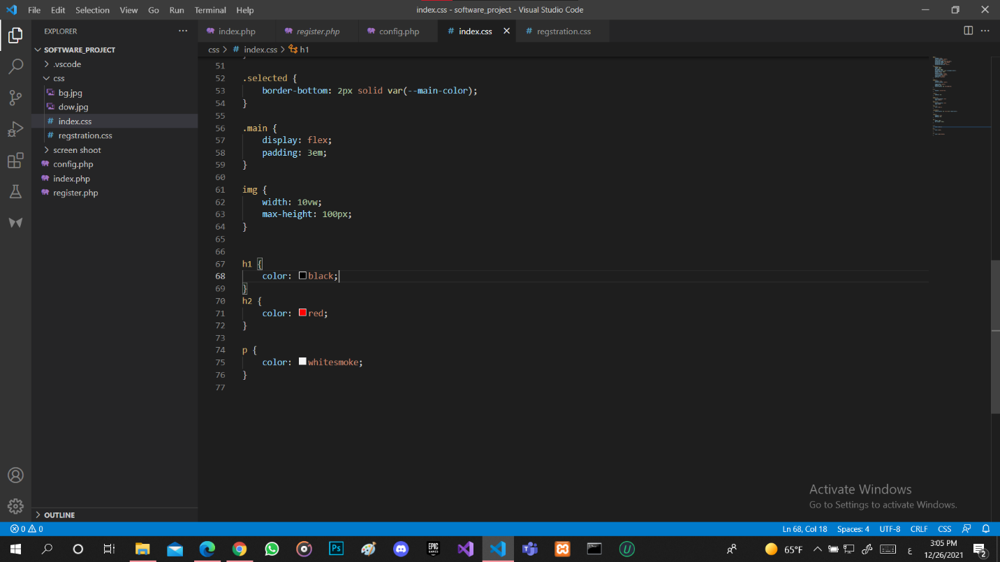 File Edit Selection View Go Run Terminal Help
index.css - software_project - Visual Studio Code
EXPLORER
index.php
register.php
config.php
# index.css
# regstration.css
SOFTWARE_PROJECT
css > # index.css > h1
.vscode
css
bg.jpg
dow.jpg
# index.css
# regstration.css
screen shoot
config.php
index.php
register.php
OUTLINE
51
52 .selected {
53 border-bottom: 2px solid var(--main-color);
54 }
55
56 .main {
57 display: flex;
58 padding: 3em;
59 }
60
61 img {
62 width: 10vw;
63 max-height: 100px;
64 }
65
66
67 h1 {
68 color: black;
69 }
70 h2 {
71 color: red;
72 }
73
74 p {
75 color: whitesmoke;
76 }
77
Activate Windows
Go to Settings to activate Windows.
0 0
Ln 68, Col 18 Spaces: 4 UTF-8 CRLF CSS
Ps
EPIC GAMES
65°F
ع
3:05 PM
12/26/2021
2